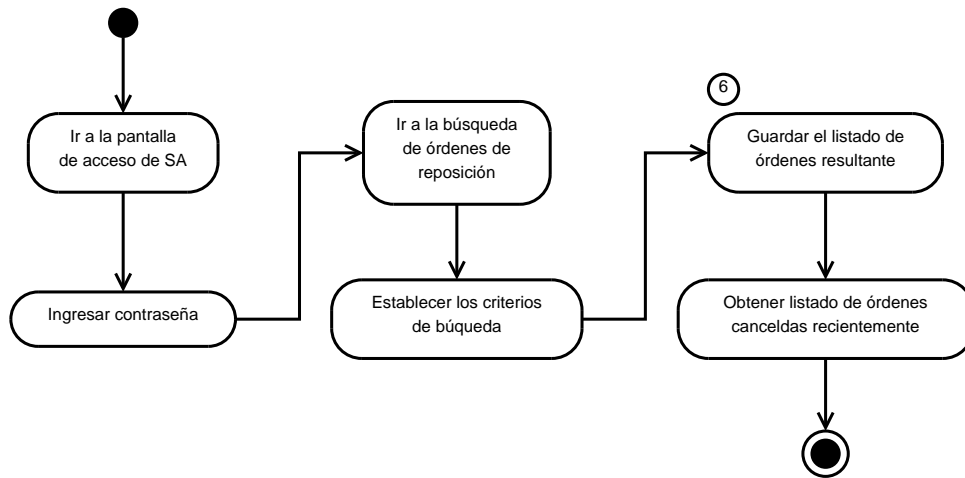 Ir a la pantalla
de acceso de SA
Ingresar contraseña
Ir a la búsqueda
de órdenes de
reposición
Establecer los criterios
de búqueda
6
Guardar el listado de
órdenes resultante
Obtener listado de órdenes
canceldas recientemente